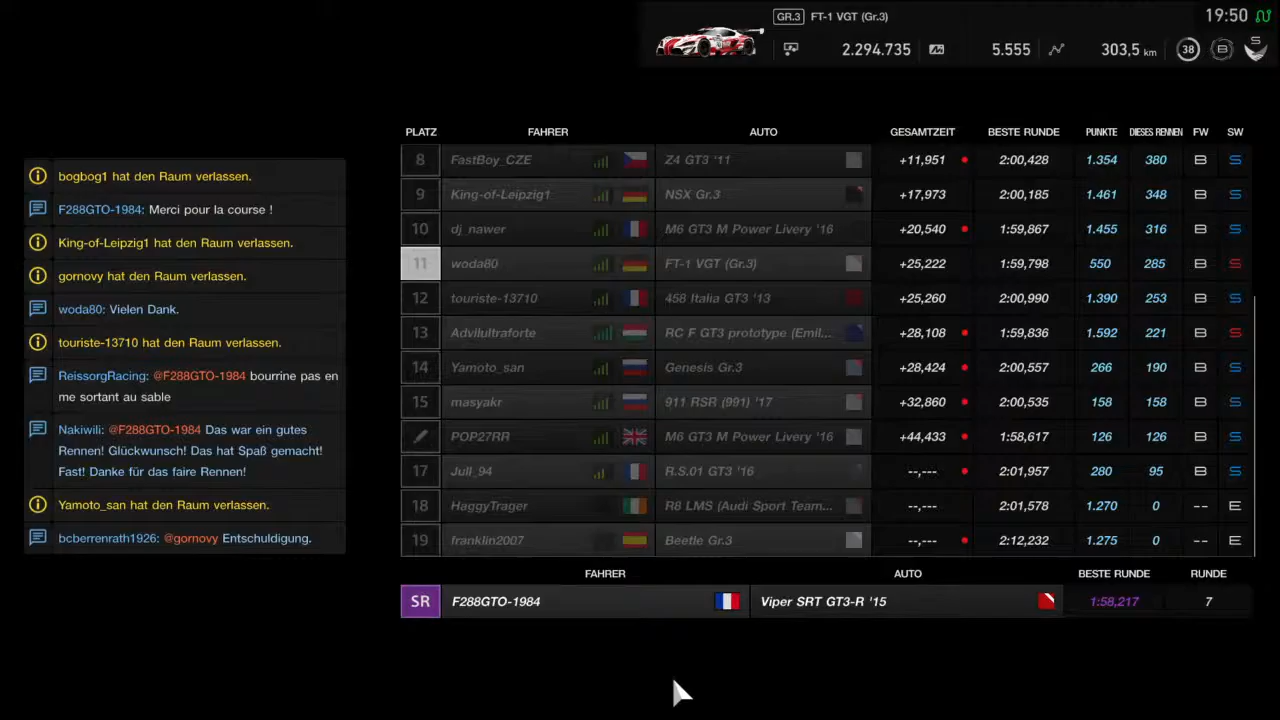 GR.3 FT-1 VGT (Gr.3) 19:50
2.294.735 5.555 303,5 km 38 B S
PLATZ FAHRER AUTO GESAMTZEIT BESTE RUNDE PUNKTE DIESES RENNEN FW SW
8 FastBoy_CZE Z4 GT3 '11 +11,951 2:00,428 1.354 380 B S
9 King-of-Leipzig1 NSX Gr.3 +17,973 2:00,185 1.461 348 B S
10 dj_nawer M6 GT3 M Power Livery '16 +20,540 1:59,867 1.455 316 B S
11 woda80 FT-1 VGT (Gr.3) +25,222 1:59,798 550 285 B S
12 touriste-13710 458 Italia GT3 '13 +25,260 2:00,990 1.390 253 B S
13 Advilultraforte RC F GT3 prototype (Emil... +28,108 1:59,836 1.592 221 B S
14 Yamoto_san Genesis Gr.3 +28,424 2:00,557 266 190 B S
15 masyakr 911 RSR (991) '17 +32,860 2:00,535 158 158 B S
POP27RR M6 GT3 M Power Livery '16 +44,433 1:58,617 126 126 B S
17 Jull_94 R.S.01 GT3 '16 --,--- 2:01,957 280 95 B S
18 HaggyTrager R8 LMS (Audi Sport Team... --,--- 2:01,578 1.270 0 -- E
19 franklin2007 Beetle Gr.3 --,--- 2:12,232 1.275 0 -- E
FAHRER AUTO BESTE RUNDE RUNDE
SR F288GTO-1984 Viper SRT GT3-R '15 1:58,217 7
bogbog1 hat den Raum verlassen.
F288GTO-1984: Merci pour la course !
King-of-Leipzig1 hat den Raum verlassen.
gornovy hat den Raum verlassen.
woda80: Vielen Dank.
touriste-13710 hat den Raum verlassen.
ReissorgRacing: @F288GTO-1984 bourrine pas en
me sortant au sable
Nakiwili: @F288GTO-1984 Das war ein gutes
Rennen! Glückwunsch! Das hat Spaß gemacht!
Fast! Danke für das faire Rennen!
Yamoto_san hat den Raum verlassen.
bcberrenrath1926: @gornovy Entschuldigung.